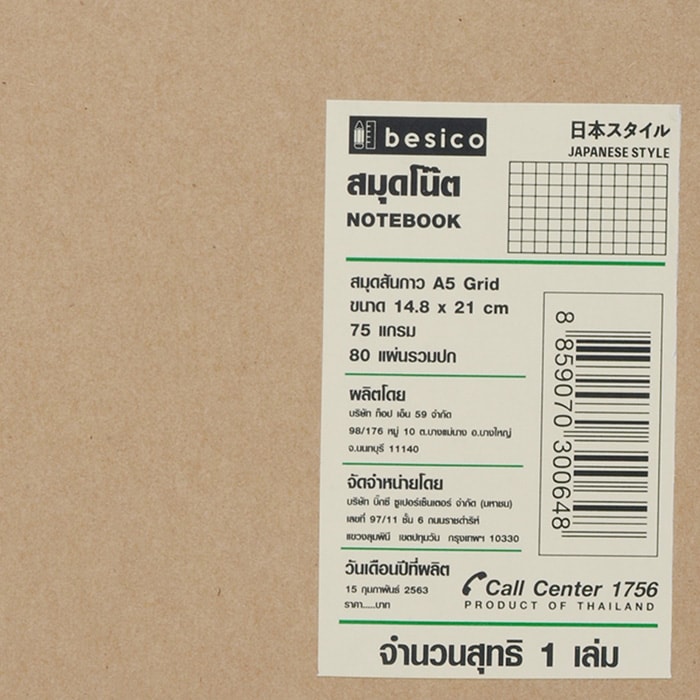 besico
日本スタイル
JAPANESE STYLE
สมุดโน๊ต
NOTEBOOK
สมุดสันกาว A5 Grid
ขนาด 14.8 x 21 cm
75 แกรม
80 แผ่นรวมปก
8 859070 300648
ผลิตโดย
บริษัท ท็อป เอ็น 59 จำกัด
98/176 หมู่ 10 ต.บางแม่นาง อ.บางใหญ่
จ.นนทบุรี 11140
จัดจำหน่ายโดย
บริษัท บิ๊กซี ซูเปอร์เซ็นเตอร์ จำกัด (มหาชน)
เลขที่ 97/11 ชั้น 6 ถนนราชดำริห์
แขวงลุมพินี เขตปทุมวัน กรุงเทพฯ 10330
วันเดือนปีที่ผลิต
15 กุมภาพันธ์ 2563
ราคา.....บาท
Call Center 1756
PRODUCT OF THAILAND
จำนวนสุทธิ 1 เล่ม